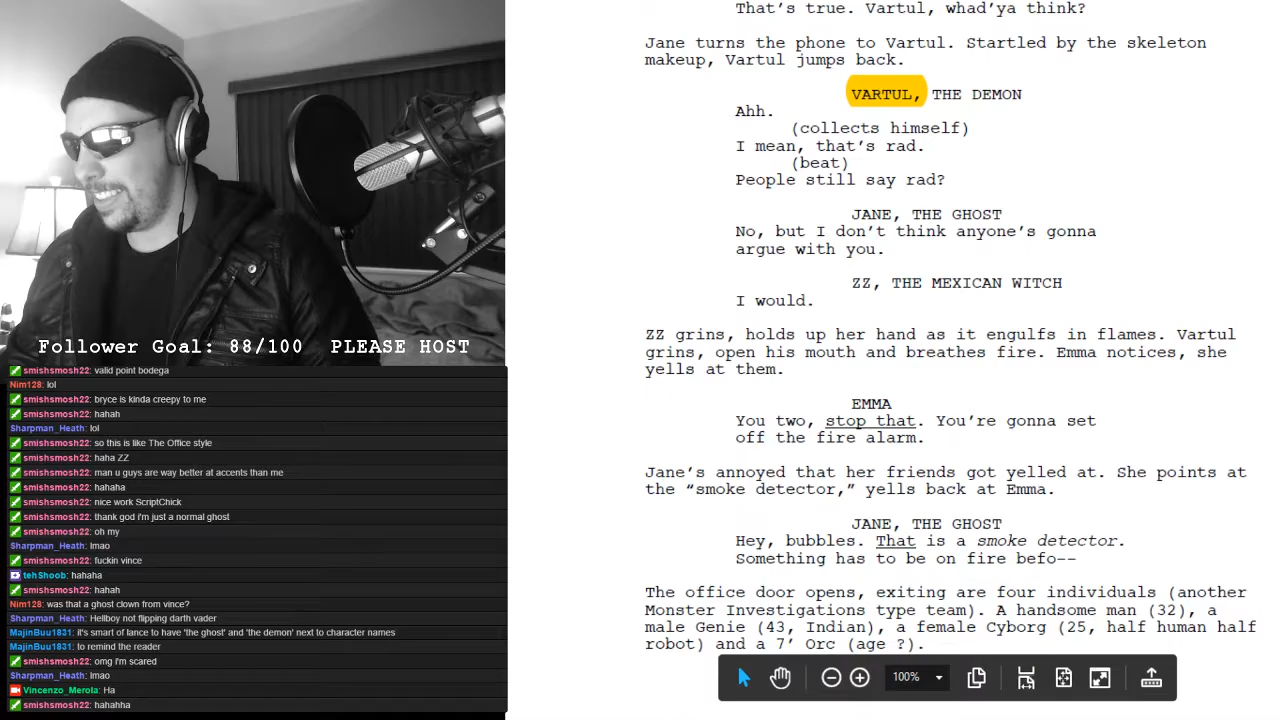 Follower Goal: 88/100 PLEASE HOST
smishsmosh22: valid point bodega
Nim128: lol
smishsmosh22: bryce is kinda creepy to me
smishsmosh22: hahah
Sharpman_Heath: lol
smishsmosh22: so this is like The Office style
smishsmosh22: haha ZZ
smishsmosh22: man u guys are way better at accents than me
smishsmosh22: hahaha
smishsmosh22: nice work ScriptChick
smishsmosh22: thank god i'm just a normal ghost
smishsmosh22: oh my
Sharpman_Heath: lmao
smishsmosh22: fuckin vince
tehShoob: hahaha
smishsmosh22: hahah
Nim128: was that a ghost clown from vince?
Sharpman_Heath: Hellboy not flipping darth vader
MajinBuu1831: it's smart of lance to have 'the ghost' and 'the demon' next to character names
MajinBuu1831: to remind the reader
smishsmosh22: omg i'm scared
Sharpman_Heath: lmao
Vincenzo_Merola: Ha
smishsmosh22: hahahha
That's true. Vartul, whad'ya think?
Jane turns the phone to Vartul. Startled by the skeleton
makeup, Vartul jumps back.
VARTUL, THE DEMON
Ahh.
(collects himself)
I mean, that's rad.
(beat)
People still say rad?
JANE, THE GHOST
No, but I don't think anyone's gonna
argue with you.
ZZ, THE MEXICAN WITCH
I would.
ZZ grins, holds up her hand as it engulfs in flames. Vartul
grins, open his mouth and breathes fire. Emma notices, she
yells at them.
EMMA
You two, stop that. You're gonna set
off the fire alarm.
Jane's annoyed that her friends got yelled at. She points at
the “smoke detector,” yells back at Emma.
JANE, THE GHOST
Hey, bubbles. That is a smoke detector.
Something has to be on fire befo--
The office door opens, exiting are four individuals (another
Monster Investigations type team). A handsome man (32), a
male Genie (43, Indian), a female Cyborg (25, half human half
robot) and a 7' Orc (age ?).
100%